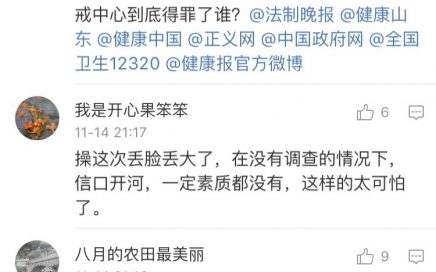 戒中心到底得罪了谁？@法制晚报 @健康山
东 @健康中国 @正义网 @中国政府网 @全国
卫生12320 @健康报官方微博
我是开心果笨笨
6
11-14 21:17
操这次丢脸丢大了，在没有调查的情况下，
信口开河，一定素质都没有，这样的太可怕
了。
八月的农田最美丽
3